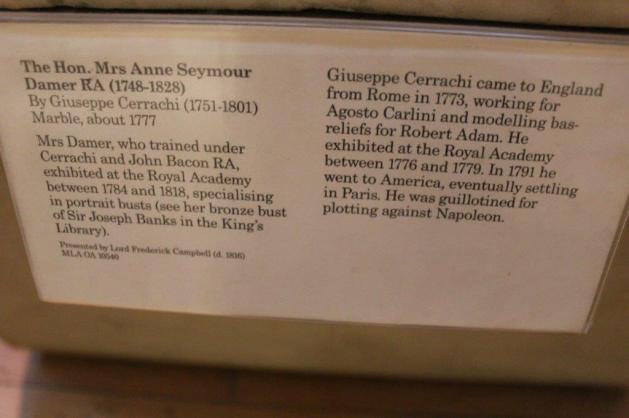 The Hon. Mrs Anne Seymour
Damer RA (1748-1828)
By Giuseppe Cerrachi (1751-1801)
Marble, about 1777
Mrs Damer, who trained under
Cerrachi and John Bacon RA,
exhibited at the Royal Academy
between 1784 and 1818, specialising
in portrait busts (see her bronze bust
of Sir Joseph Banks in the King's
Library).
Presented by Lord Frederick Campbell (d. 1816)
MLA OA 10540
Giuseppe Cerrachi came to England
from Rome in 1773, working for
Agosto Carlini and modelling bas-
reliefs for Robert Adam. He
exhibited at the Royal Academy
between 1776 and 1779. In 1791 he
went to America, eventually settling
in Paris. He was guillotined for
plotting against Napoleon.